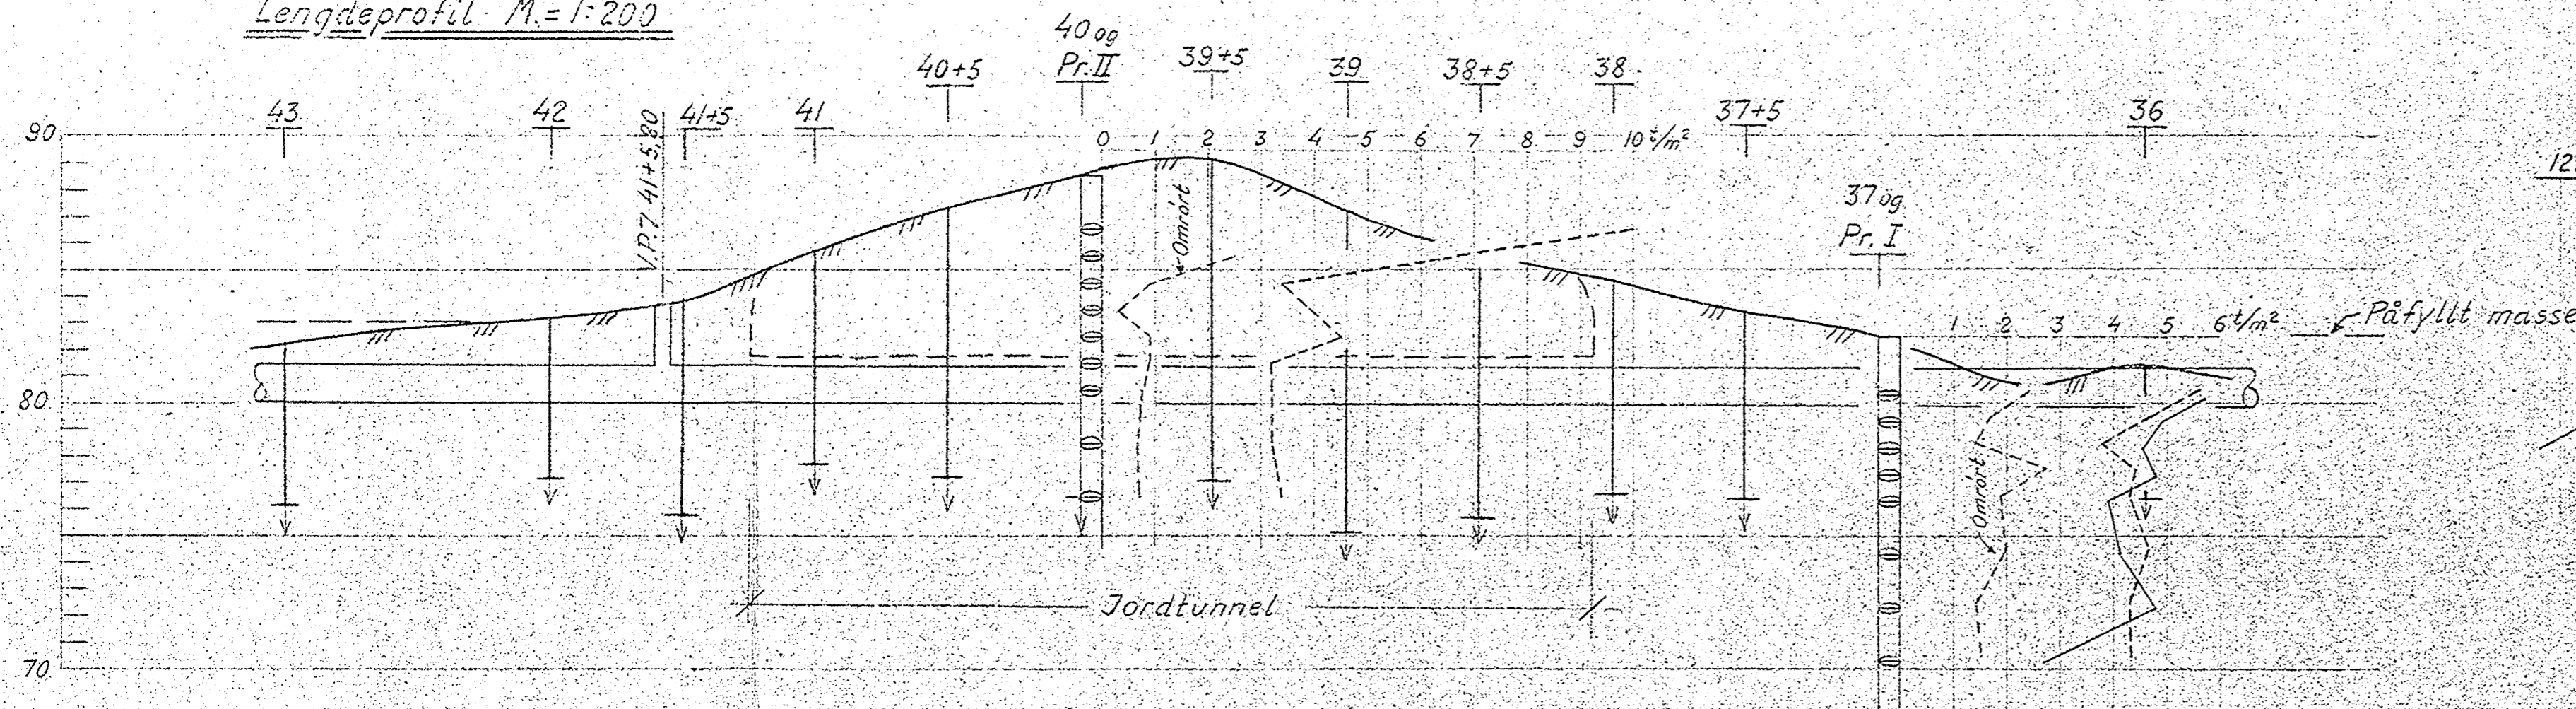 Lengdeprofil M.= 1:200
43
42
V.P.7 41+5,80
41+5
41
40+5
40 og
Pr. II
39+5
39
38+5
38
37+5
37 og
Pr. I
36
12
90
0 1 2 3 4 5 6 7 8 9 10 t/m²
Omrört
1 2 3 4 5 6 t/m²
Påfyllt masse
80
Omrört
Jordtunnel
70